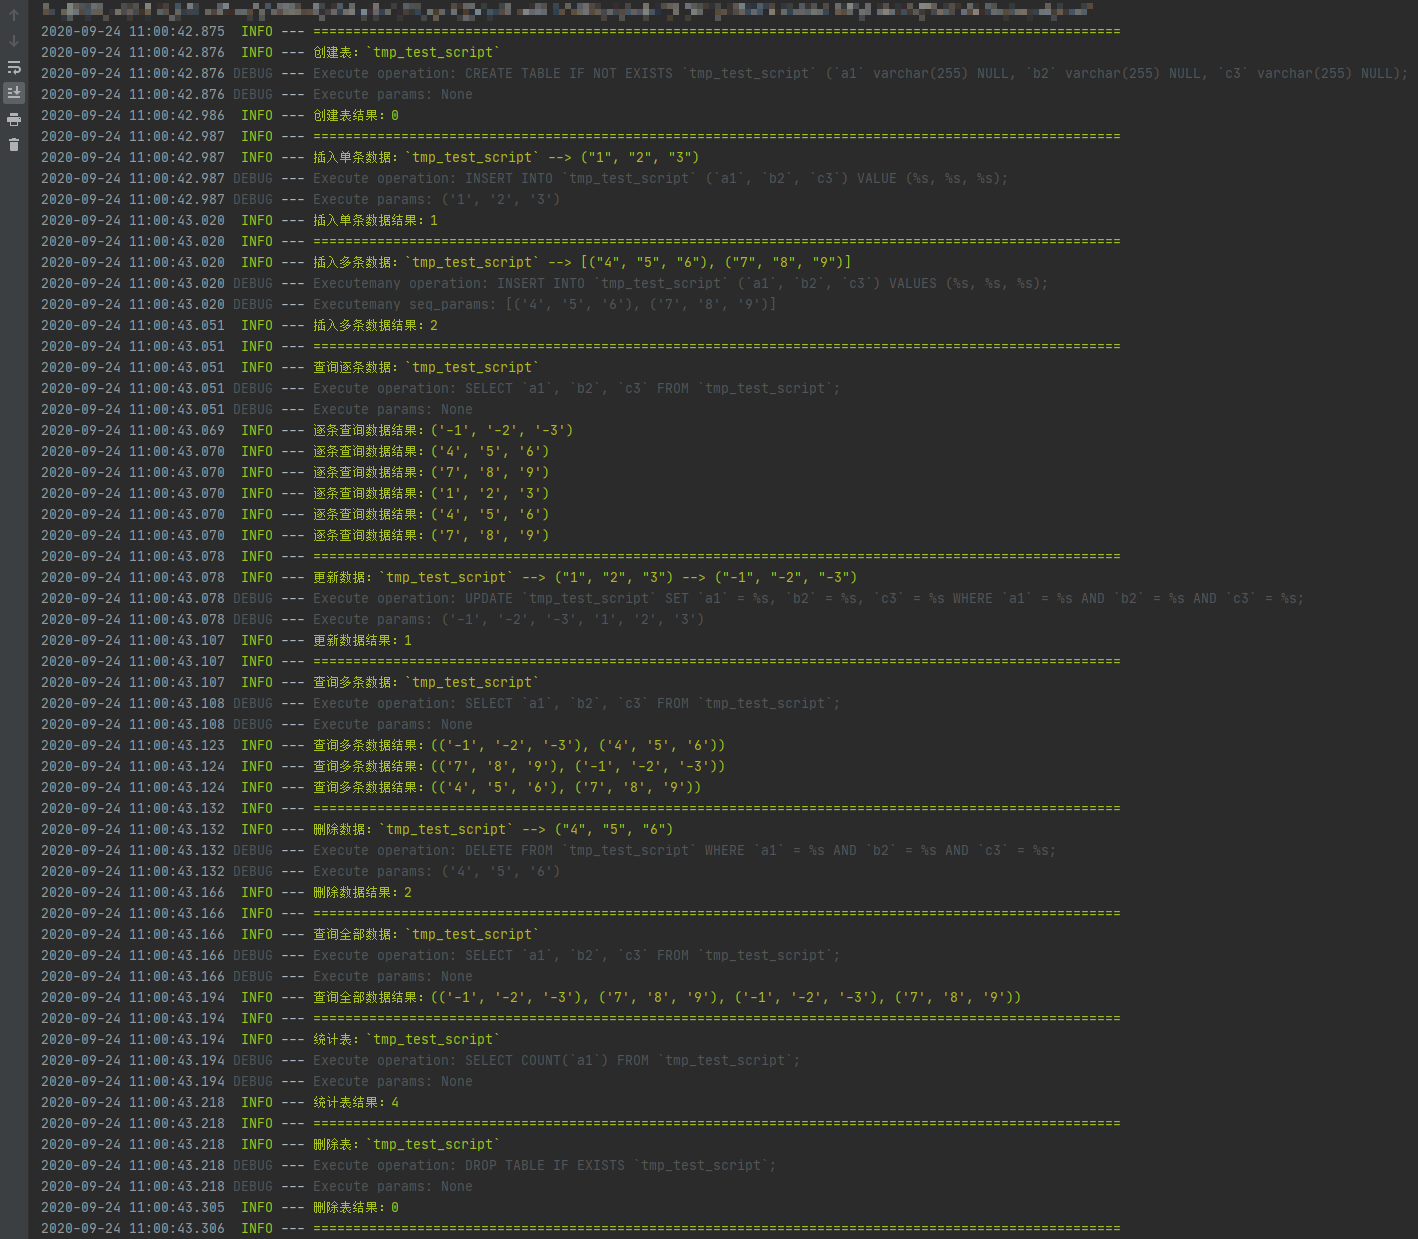 2020-09-24 11:00:42.875  INFO --- =====================================================================================================
2020-09-24 11:00:42.876  INFO --- 创建表：`tmp_test_script`
2020-09-24 11:00:42.876 DEBUG --- Execute operation: CREATE TABLE IF NOT EXISTS `tmp_test_script` (`a1` varchar(255) NULL, `b2` varchar(255) NULL, `c3` varchar(255) NULL);
2020-09-24 11:00:42.876 DEBUG --- Execute params: None
2020-09-24 11:00:42.986  INFO --- 创建表结果：0
2020-09-24 11:00:42.987  INFO --- =====================================================================================================
2020-09-24 11:00:42.987  INFO --- 插入单条数据：`tmp_test_script` --> ("1", "2", "3")
2020-09-24 11:00:42.987 DEBUG --- Execute operation: INSERT INTO `tmp_test_script` (`a1`, `b2`, `c3`) VALUE (%s, %s, %s);
2020-09-24 11:00:42.987 DEBUG --- Execute params: ('1', '2', '3')
2020-09-24 11:00:43.020  INFO --- 插入单条数据结果：1
2020-09-24 11:00:43.020  INFO --- =====================================================================================================
2020-09-24 11:00:43.020  INFO --- 插入多条数据：`tmp_test_script` --> [("4", "5", "6"), ("7", "8", "9")]
2020-09-24 11:00:43.020 DEBUG --- Executemany operation: INSERT INTO `tmp_test_script` (`a1`, `b2`, `c3`) VALUES (%s, %s, %s);
2020-09-24 11:00:43.020 DEBUG --- Executemany seq_params: [('4', '5', '6'), ('7', '8', '9')]
2020-09-24 11:00:43.051  INFO --- 插入多条数据结果：2
2020-09-24 11:00:43.051  INFO --- =====================================================================================================
2020-09-24 11:00:43.051  INFO --- 查询逐条数据：`tmp_test_script`
2020-09-24 11:00:43.051 DEBUG --- Execute operation: SELECT `a1`, `b2`, `c3` FROM `tmp_test_script`;
2020-09-24 11:00:43.051 DEBUG --- Execute params: None
2020-09-24 11:00:43.069  INFO --- 逐条查询数据结果：('-1', '-2', '-3')
2020-09-24 11:00:43.070  INFO --- 逐条查询数据结果：('4', '5', '6')
2020-09-24 11:00:43.070  INFO --- 逐条查询数据结果：('7', '8', '9')
2020-09-24 11:00:43.070  INFO --- 逐条查询数据结果：('1', '2', '3')
2020-09-24 11:00:43.070  INFO --- 逐条查询数据结果：('4', '5', '6')
2020-09-24 11:00:43.070  INFO --- 逐条查询数据结果：('7', '8', '9')
2020-09-24 11:00:43.078  INFO --- =====================================================================================================
2020-09-24 11:00:43.078  INFO --- 更新数据：`tmp_test_script` --> ("1", "2", "3") --> ("-1", "-2", "-3")
2020-09-24 11:00:43.078 DEBUG --- Execute operation: UPDATE `tmp_test_script` SET `a1` = %s, `b2` = %s, `c3` = %s WHERE `a1` = %s AND `b2` = %s AND `c3` = %s;
2020-09-24 11:00:43.078 DEBUG --- Execute params: ('-1', '-2', '-3', '1', '2', '3')
2020-09-24 11:00:43.107  INFO --- 更新数据结果：1
2020-09-24 11:00:43.107  INFO --- =====================================================================================================
2020-09-24 11:00:43.107  INFO --- 查询多条数据：`tmp_test_script`
2020-09-24 11:00:43.108 DEBUG --- Execute operation: SELECT `a1`, `b2`, `c3` FROM `tmp_test_script`;
2020-09-24 11:00:43.108 DEBUG --- Execute params: None
2020-09-24 11:00:43.123  INFO --- 查询多条数据结果：(('-1', '-2', '-3'), ('4', '5', '6'))
2020-09-24 11:00:43.124  INFO --- 查询多条数据结果：(('7', '8', '9'), ('-1', '-2', '-3'))
2020-09-24 11:00:43.124  INFO --- 查询多条数据结果：(('4', '5', '6'), ('7', '8', '9'))
2020-09-24 11:00:43.132  INFO --- =====================================================================================================
2020-09-24 11:00:43.132  INFO --- 删除数据：`tmp_test_script` --> ("4", "5", "6")
2020-09-24 11:00:43.132 DEBUG --- Execute operation: DELETE FROM `tmp_test_script` WHERE `a1` = %s AND `b2` = %s AND `c3` = %s;
2020-09-24 11:00:43.132 DEBUG --- Execute params: ('4', '5', '6')
2020-09-24 11:00:43.166  INFO --- 删除数据结果：2
2020-09-24 11:00:43.166  INFO --- =====================================================================================================
2020-09-24 11:00:43.166  INFO --- 查询全部数据：`tmp_test_script`
2020-09-24 11:00:43.166 DEBUG --- Execute operation: SELECT `a1`, `b2`, `c3` FROM `tmp_test_script`;
2020-09-24 11:00:43.166 DEBUG --- Execute params: None
2020-09-24 11:00:43.194  INFO --- 查询全部数据结果：(('-1', '-2', '-3'), ('7', '8', '9'), ('-1', '-2', '-3'), ('7', '8', '9'))
2020-09-24 11:00:43.194  INFO --- =====================================================================================================
2020-09-24 11:00:43.194  INFO --- 统计表：`tmp_test_script`
2020-09-24 11:00:43.194 DEBUG --- Execute operation: SELECT COUNT(`a1`) FROM `tmp_test_script`;
2020-09-24 11:00:43.194 DEBUG --- Execute params: None
2020-09-24 11:00:43.218  INFO --- 统计表结果：4
2020-09-24 11:00:43.218  INFO --- =====================================================================================================
2020-09-24 11:00:43.218  INFO --- 删除表：`tmp_test_script`
2020-09-24 11:00:43.218 DEBUG --- Execute operation: DROP TABLE IF EXISTS `tmp_test_script`;
2020-09-24 11:00:43.218 DEBUG --- Execute params: None
2020-09-24 11:00:43.305  INFO --- 删除表结果：0
2020-09-24 11:00:43.306  INFO --- =====================================================================================================